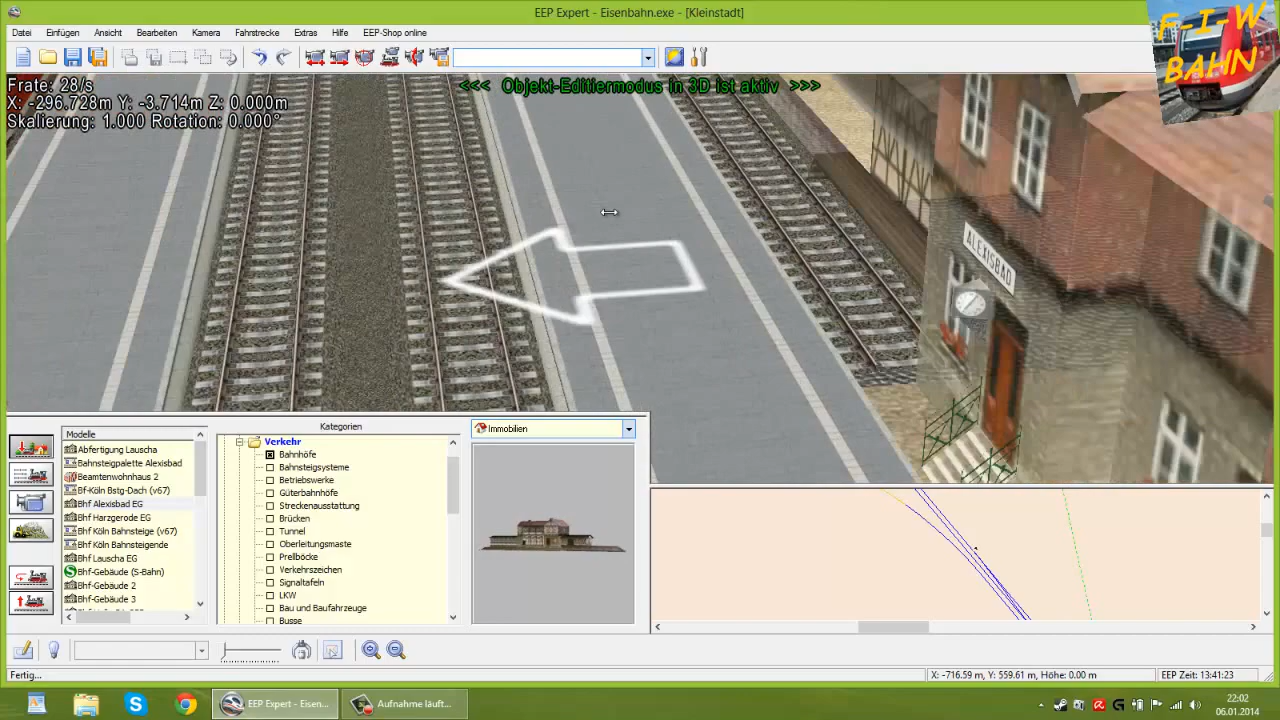 EEP Expert - Eisenbahn.exe - [Kleinstadt]
Datei Einfügen Ansicht Bearbeiten Kamera Fahrstrecke Extras Hilfe EEP-Shop online
F-I-W
BAHN
Frate: 28/s
<<< Objekt-Editiermodus in 3D ist aktiv >>>
X: -296.728m Y: -3.714m Z: 0.000m
Skalierung: 1.000 Rotation: 0.000°
ALEXISBAD
Modelle
Abfertigung Lauscha
Bahnsteigpalette Alexisbad
Beamtenwohnhaus 2
Bf-Köln Bstg-Dach (v67)
Bhf Alexisbad EG
Bhf Harzgerode EG
Bhf Köln Bahnsteige (v67)
Bhf Köln Bahnsteigende
Bhf Lauscha EG
Bhf-Gebäude (S-Bahn)
Bhf-Gebäude 2
Bhf-Gebäude 3
Kategorien
Verkehr
Bahnhöfe
Bahnsteigsysteme
Betriebswerke
Güterbahnhöfe
Streckenausstattung
Brücken
Tunnel
Oberleitungsmaste
Prellböcke
Verkehrszeichen
Signaltafeln
LKW
Bau und Baufahrzeuge
Busse
Immobilien
Fertig...
X: -716.59 m, Y: 559.61 m, Höhe: 0.00 m
EEP Zeit: 13:41:23
EEP Expert - Eisen...
Aufnahme läuft...
22:02
06.01.2014